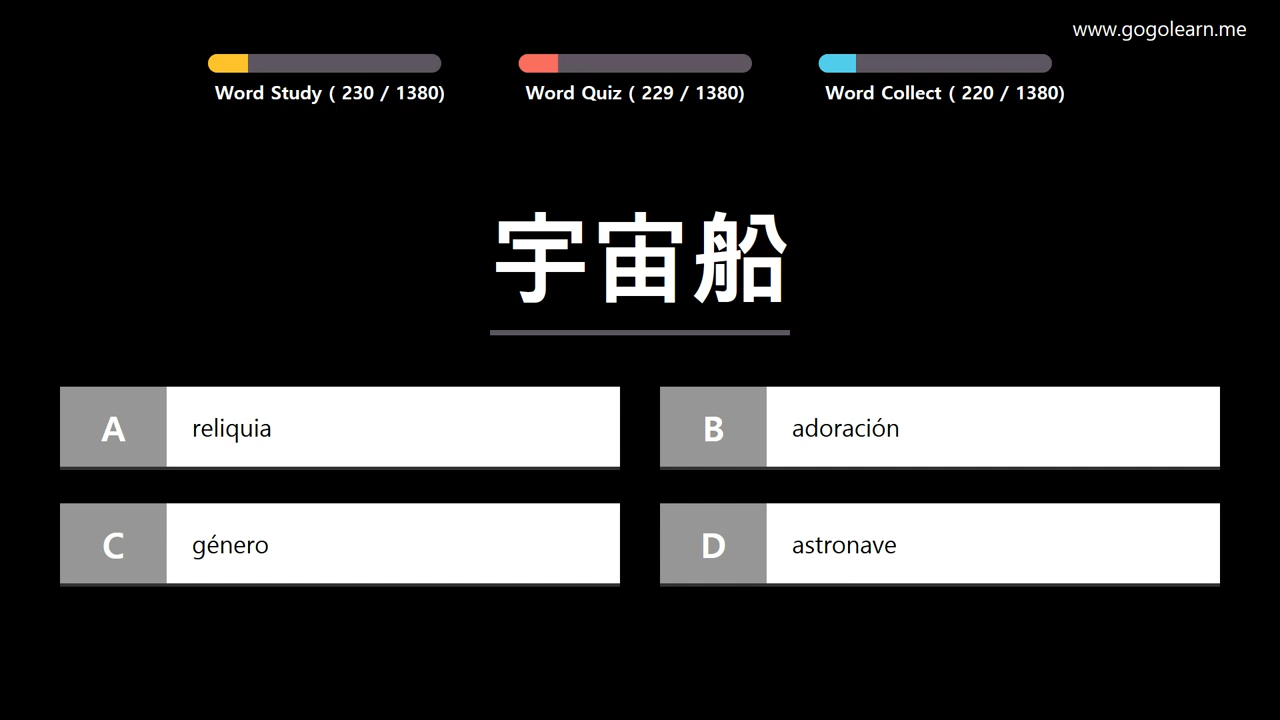 www.gogolearn.me
Word Study ( 230 / 1380)
Word Quiz ( 229 / 1380)
Word Collect ( 220 / 1380)
宇宙船
A reliquia
B adoración
C género
D astronave